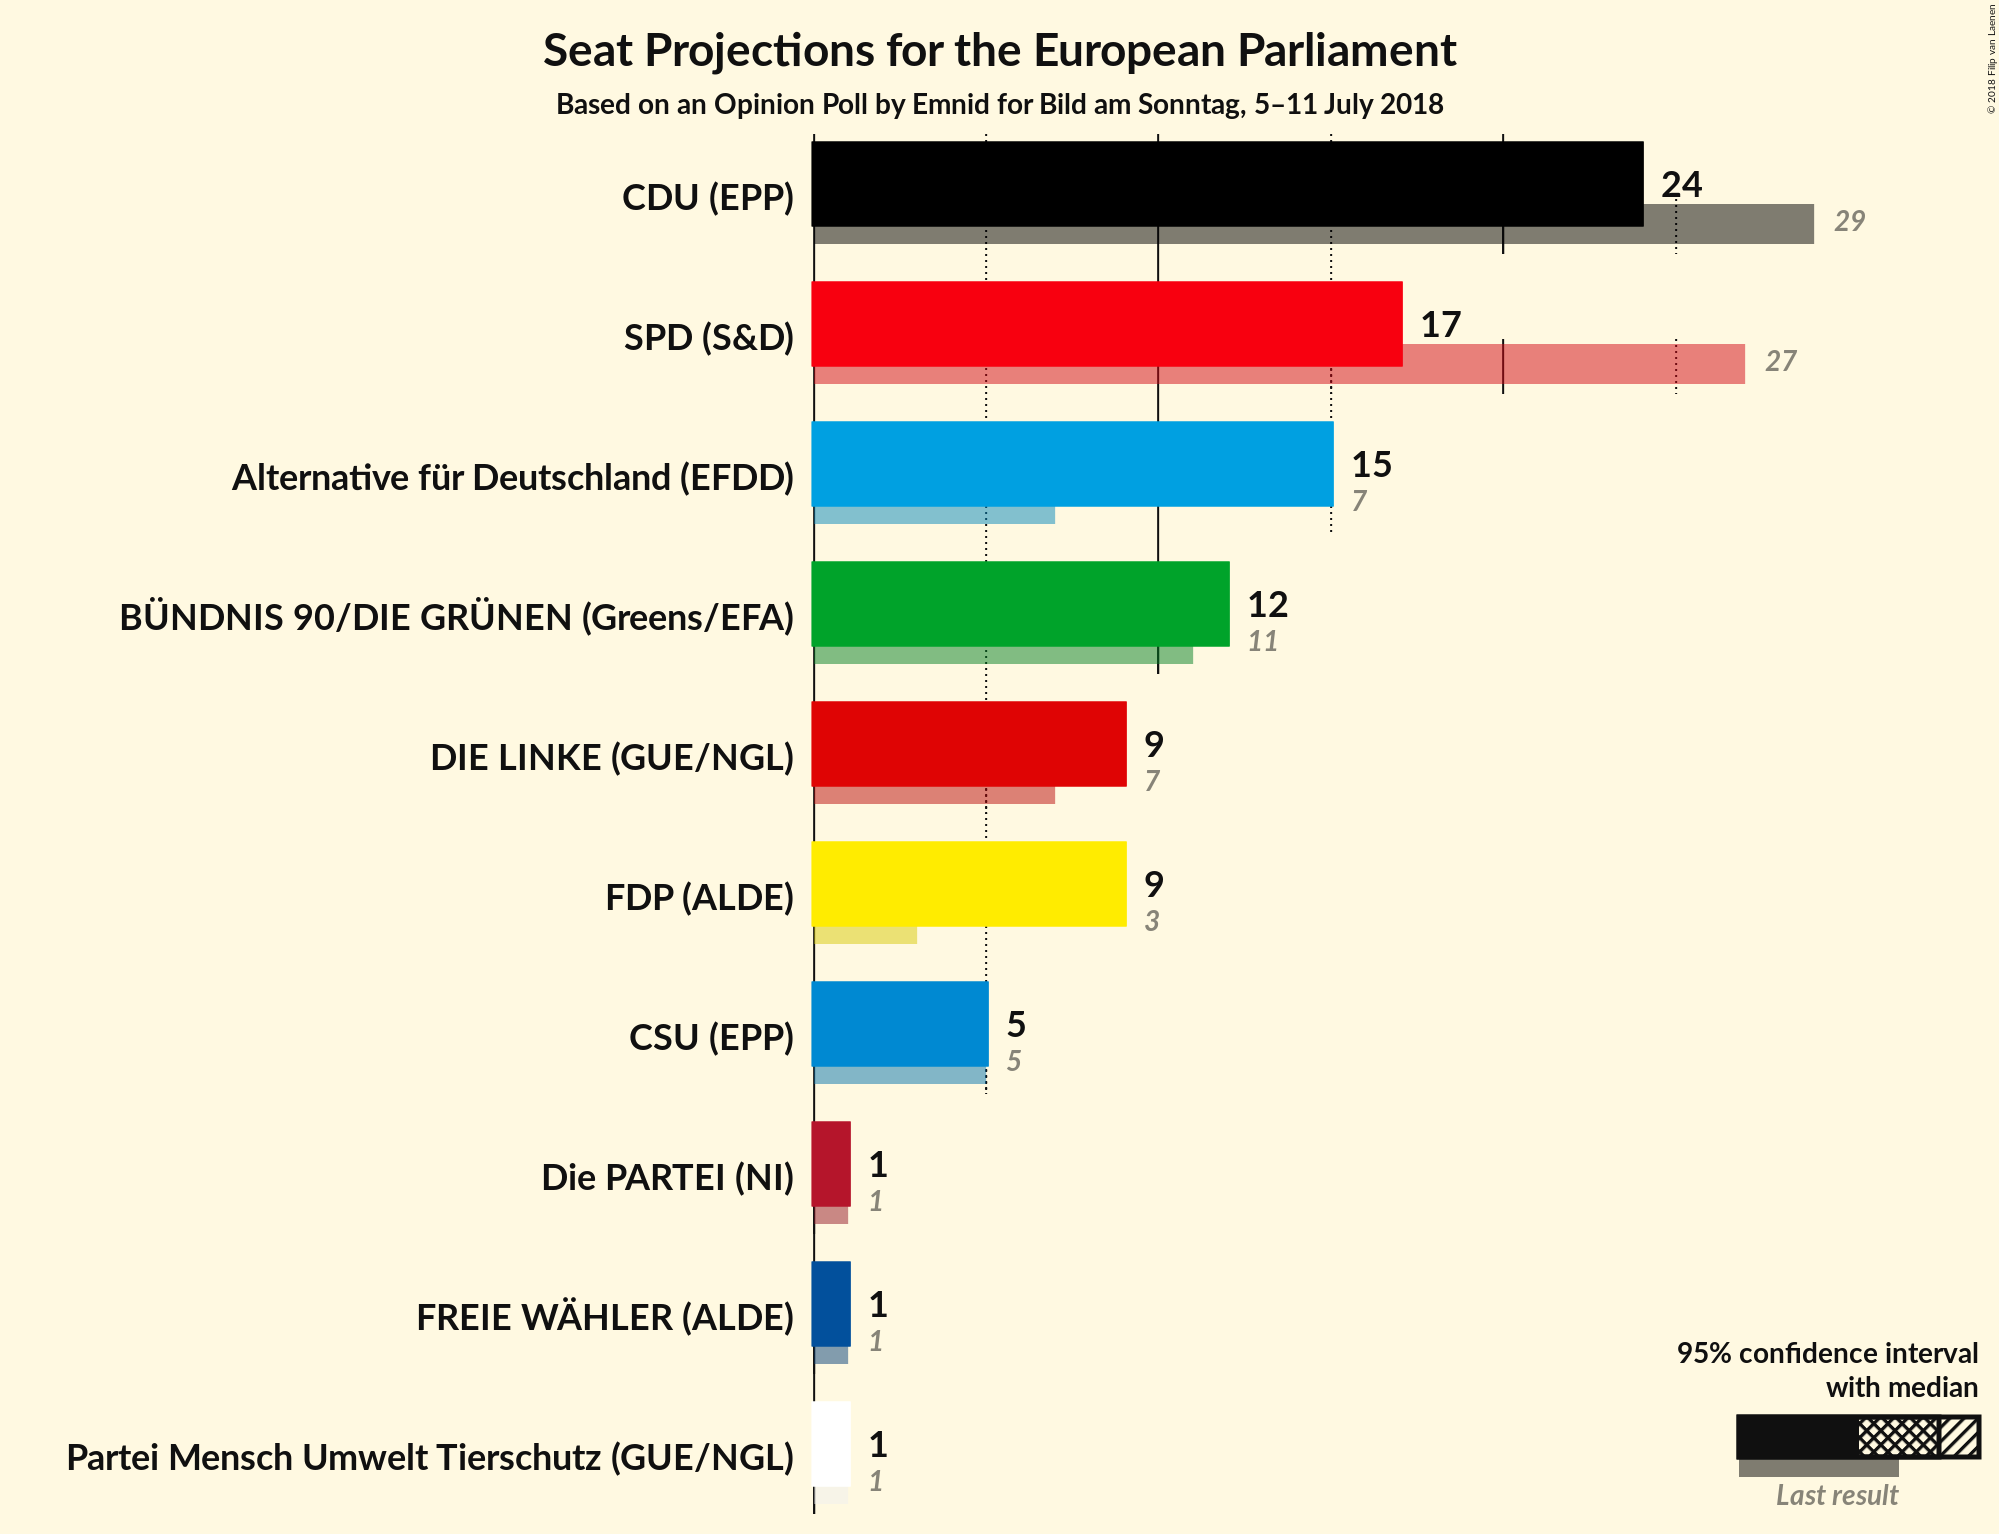 Seat Projections for the European Parliament
Based on an Opinion Poll by Emnid for Bild am Sonntag, 5–11 July 2018
© 2018 Filip van Laenen
CDU (EPP)
24
29
SPD (S&D)
17
27
Alternative für Deutschland (EFDD)
15
7
BÜNDNIS 90/DIE GRÜNEN (Greens/EFA)
12
11
DIE LINKE (GUE/NGL)
9
7
FDP (ALDE)
9
3
CSU (EPP)
5
5
Die PARTEI (NI)
1
1
FREIE WÄHLER (ALDE)
1
1
Partei Mensch Umwelt Tierschutz (GUE/NGL)
1
1
95% confidence interval
with median
Last result